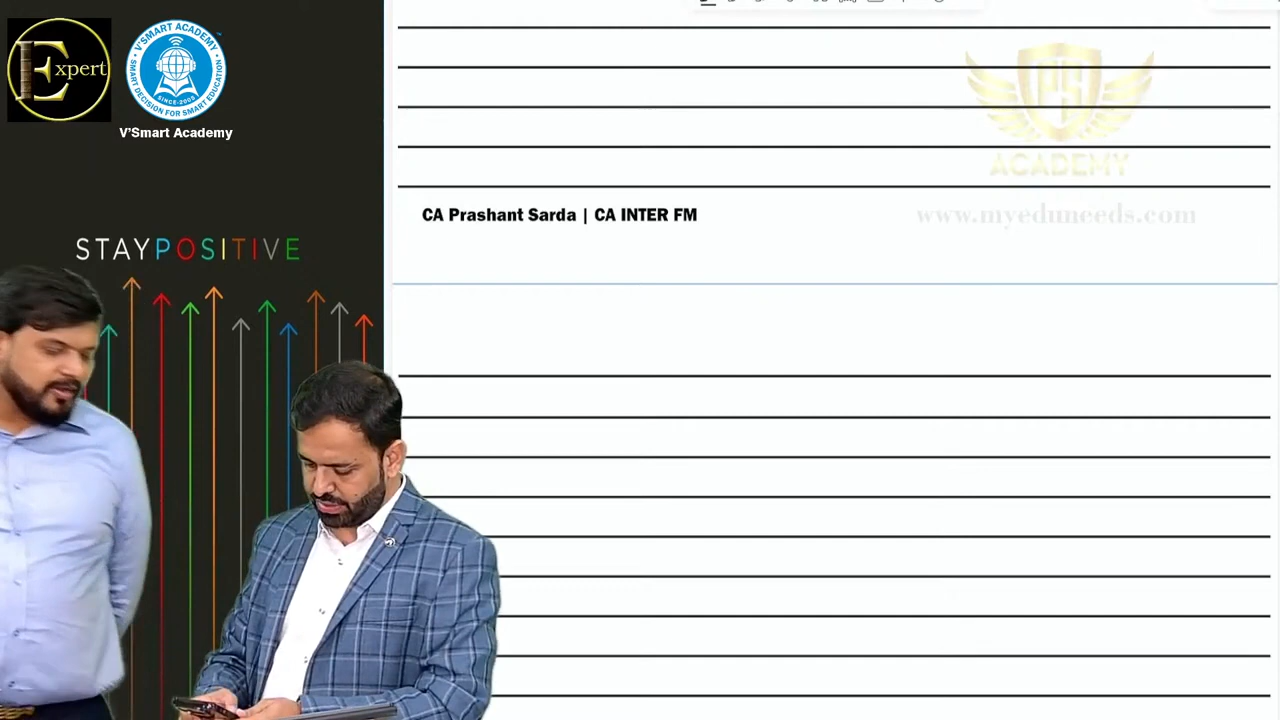 Expert
V'SMART ACADEMY
SMART DECISION FOR SMART EDUCATION
SINCE-2005
V'Smart Academy
PS
ACADEMY
CA Prashant Sarda | CA INTER FM
www.myeduneeds.com
STAYPOSITIVE